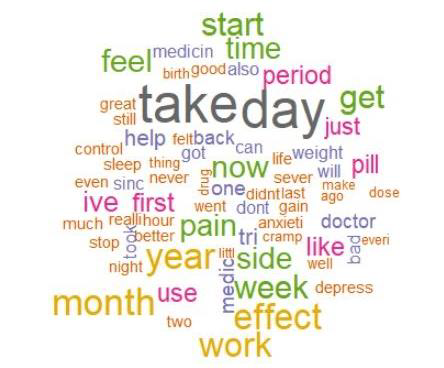 start
medicin time
feel
birth good also period
great take day get
still
just
help felt back
control got can
sleep thing life weight pill
even sinc never drug now will
one make dose
ive first went didnt last ago
dont gain
much realli hour pain anxieti doctor
stop better tri cramp like bad everi
took
night year littl side well
month use medic week depress
two effect
work
sever